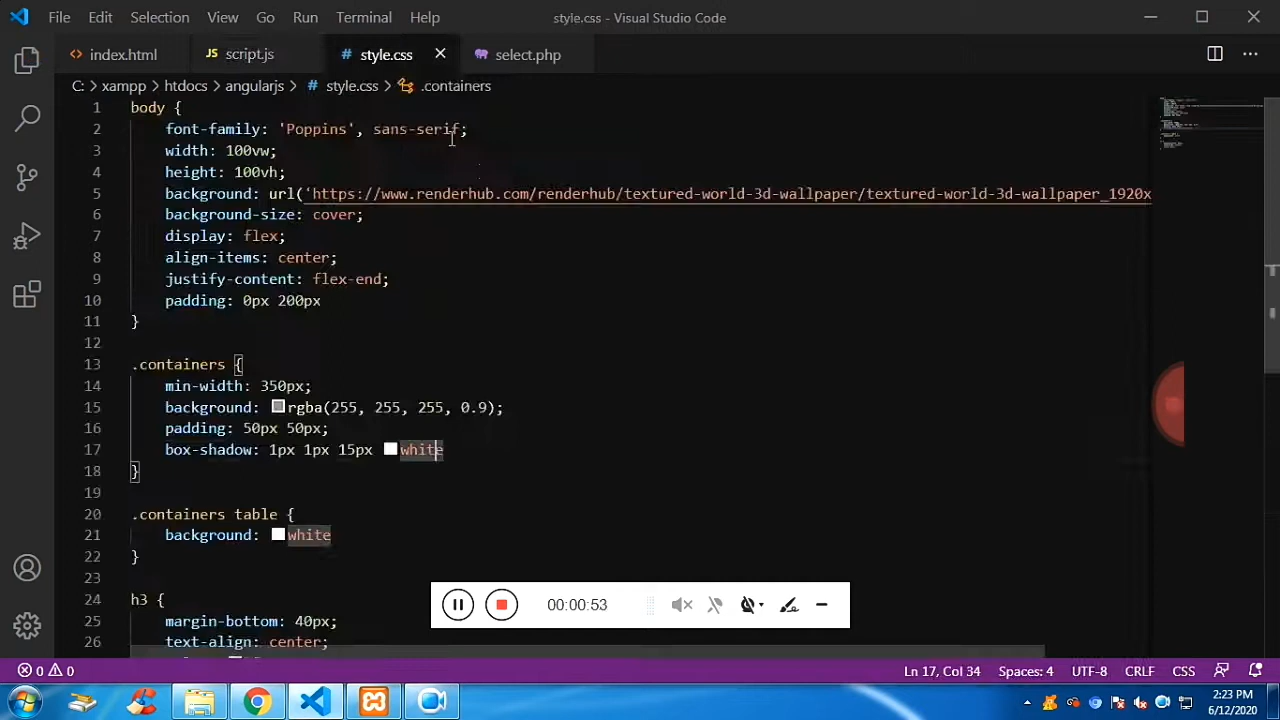 File Edit Selection View Go Run Terminal Help style.css - Visual Studio Code
index.html JS script.js # style.css select.php
C: > xampp > htdocs > angularjs > # style.css > .containers
1 body {
2 font-family: 'Poppins', sans-serif;
3 width: 100vw;
4 height: 100vh;
5 background: url('https://www.renderhub.com/renderhub/textured-world-3d-wallpaper/textured-world-3d-wallpaper_1920x
6 background-size: cover;
7 display: flex;
8 align-items: center;
9 justify-content: flex-end;
10 padding: 0px 200px
11 }
12
13 .containers {
14 min-width: 350px;
15 background: rgba(255, 255, 255, 0.9);
16 padding: 50px 50px;
17 box-shadow: 1px 1px 15px white
18 }
19
20 .containers table {
21 background: white
22 }
23
24 h3 {
25 margin-bottom: 40px;
26 text-align: center;
00:00:53
0 0 Ln 17, Col 34 Spaces: 4 UTF-8 CRLF CSS
2:23 PM
6/12/2020